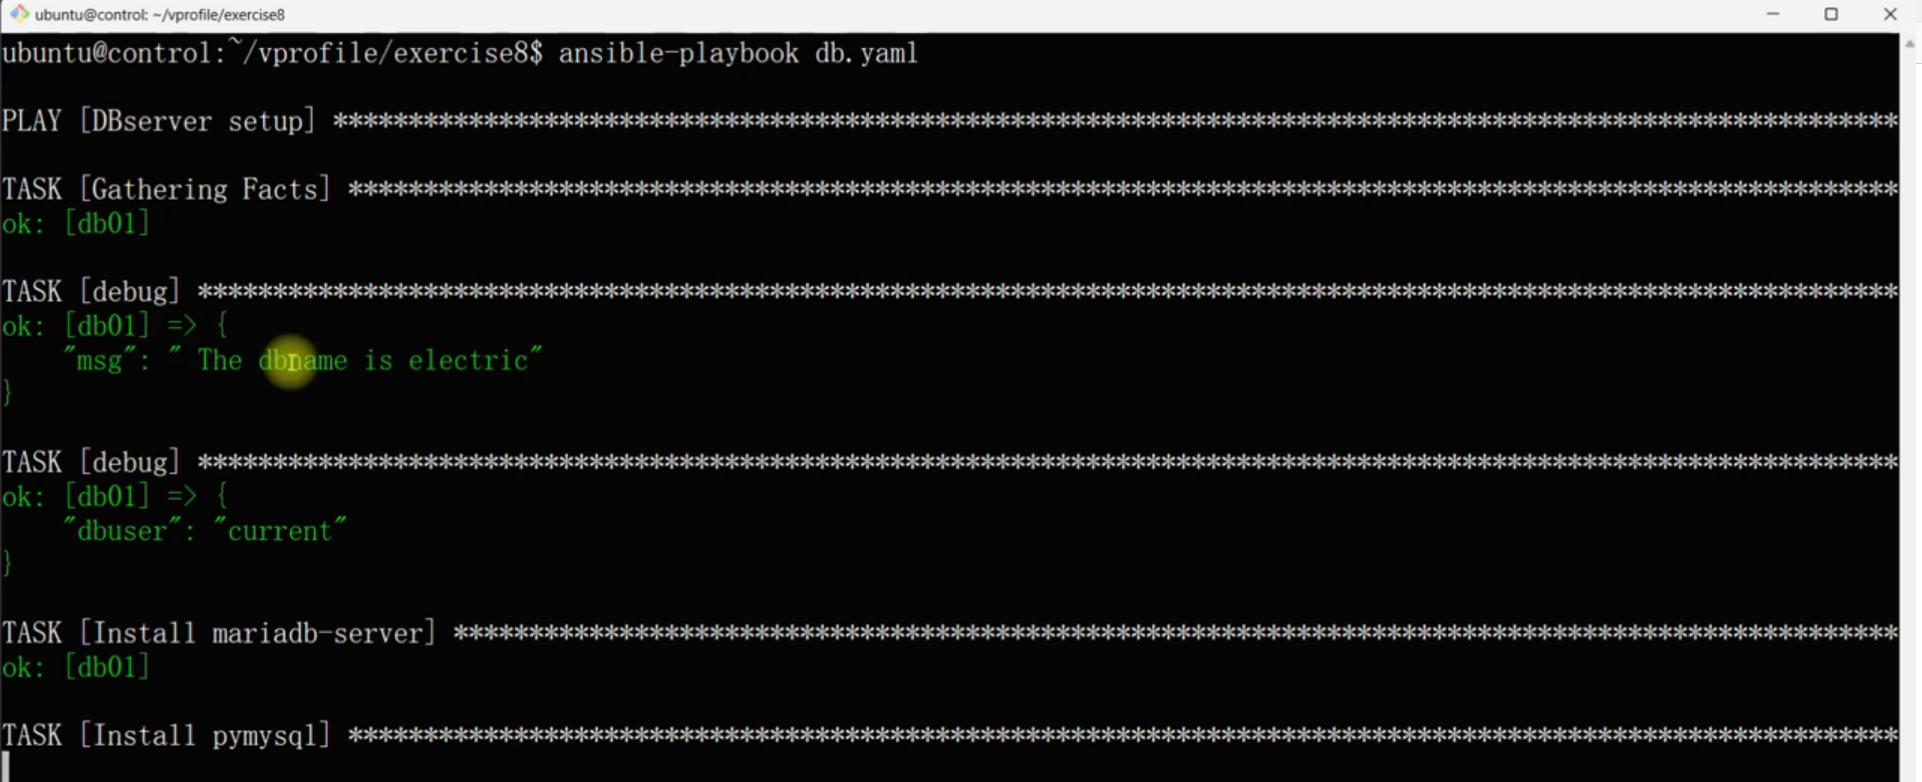 ubuntu@control: ~/vprofile/exercise8
ubuntu@control:~/vprofile/exercise8$ ansible-playbook db.yaml
PLAY [DBserver setup] ********************************************************************************************************
TASK [Gathering Facts] *******************************************************************************************************
ok: [db01]
TASK [debug] *****************************************************************************************************************
ok: [db01] => {
    "msg": " The dbname is electric"
}
TASK [debug] *****************************************************************************************************************
ok: [db01] => {
    "dbuser": "current"
}
TASK [Install mariadb-server] ************************************************************************************************
ok: [db01]
TASK [Install pymysql] *******************************************************************************************************